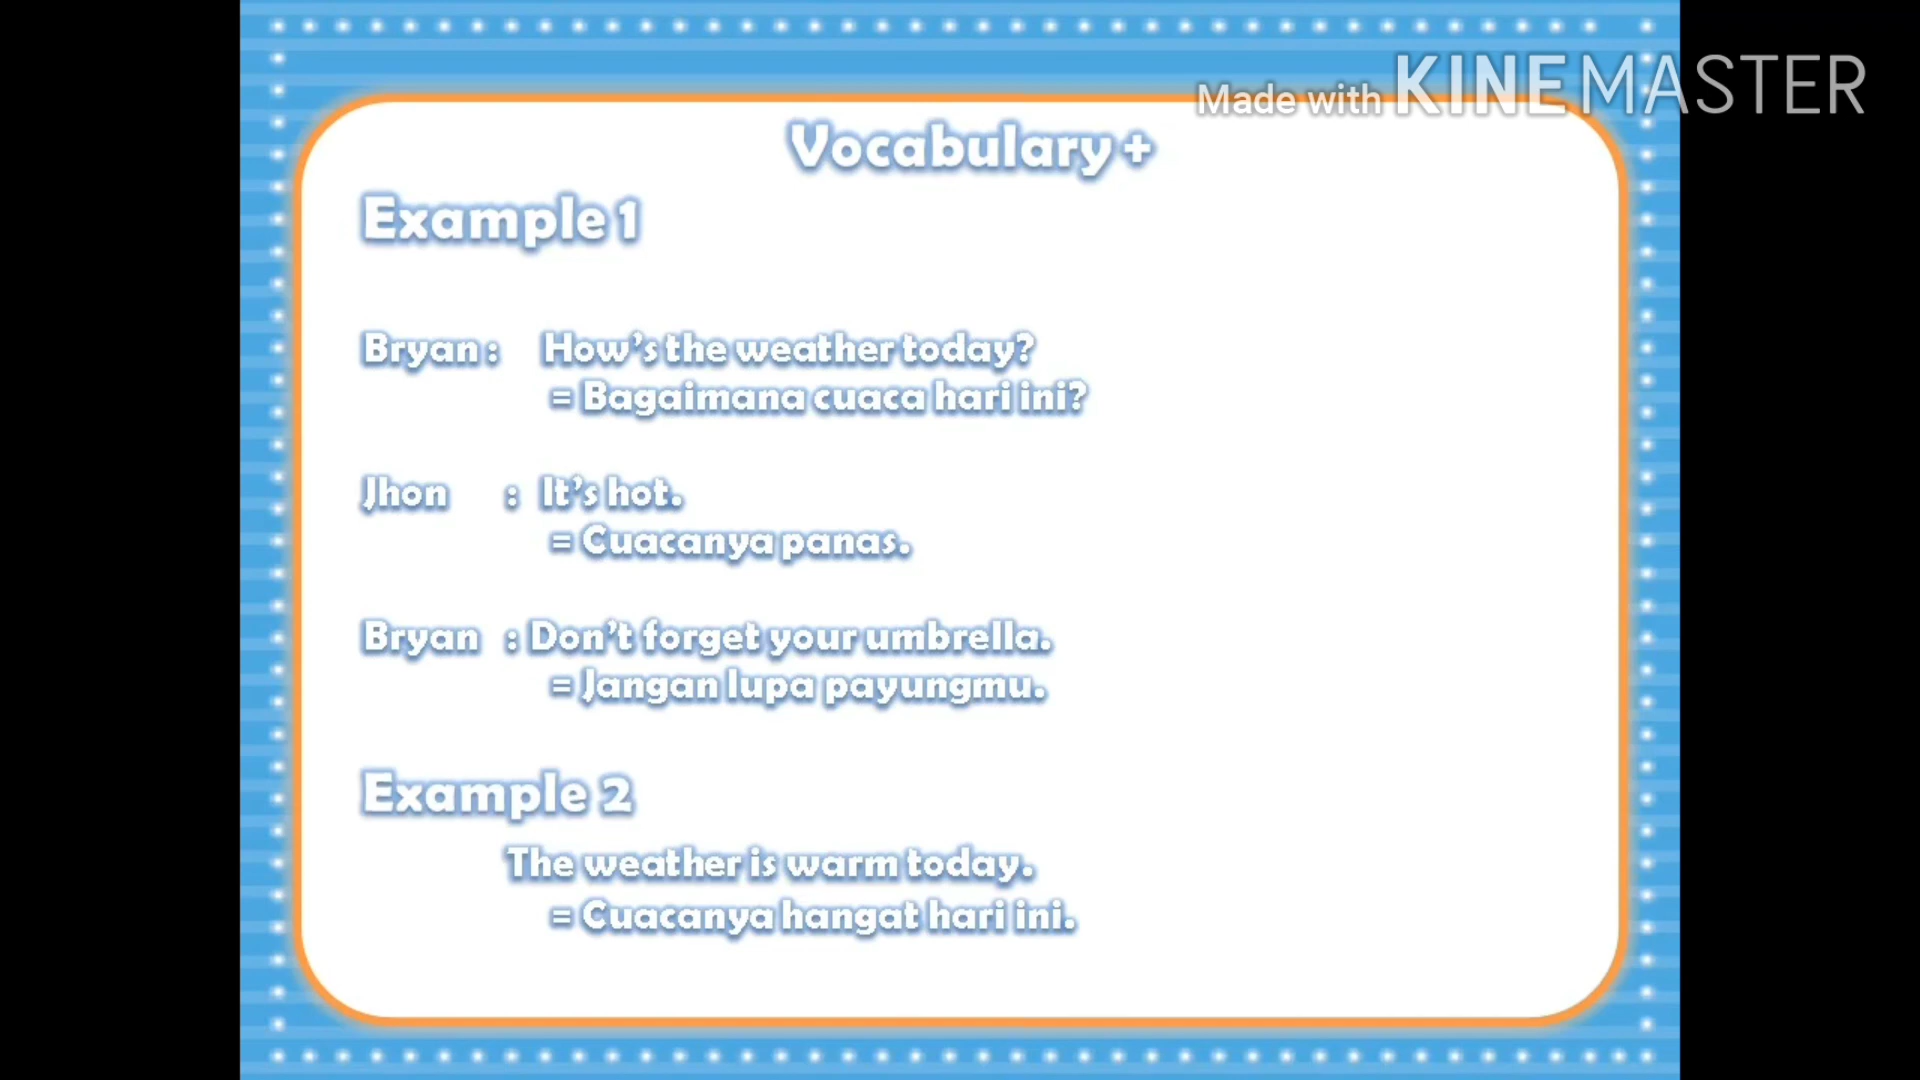 Made with KINEMASTER
Vocabulary +
Example 1
Bryan : How’s the weather today?
= Bagaimana cuaca hari ini?
Jhon : It’s hot.
= Cuacanya panas.
Bryan : Don’t forget your umbrella.
= Jangan lupa payungmu.
Example 2
The weather is warm today.
= Cuacanya hangat hari ini.